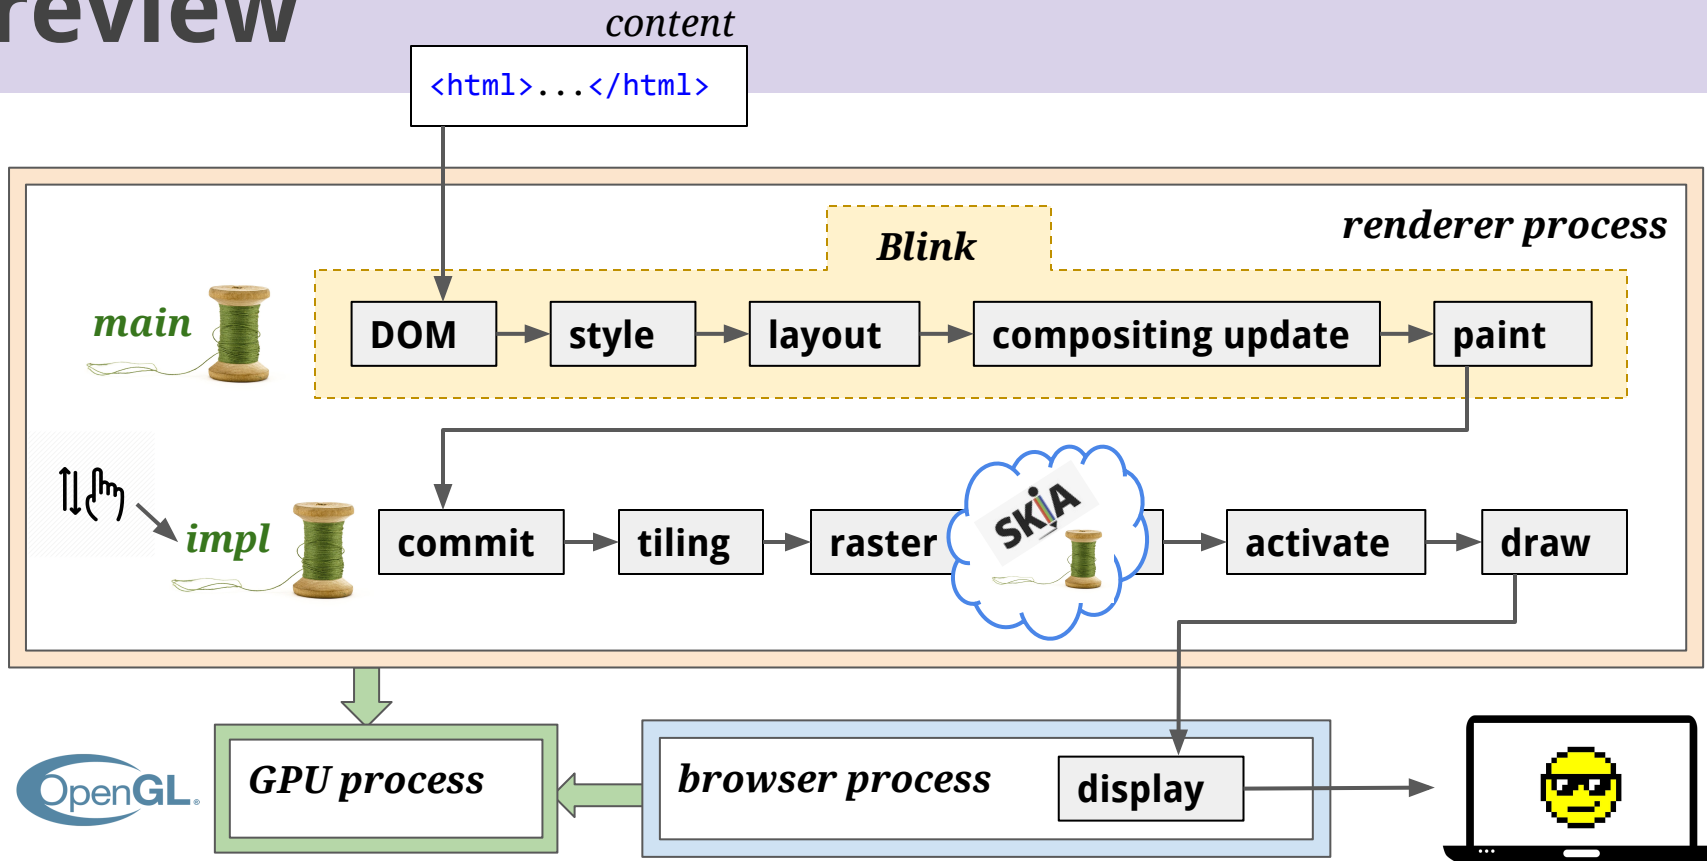 review
content
<html>...</html>
renderer process
Blink
main
DOM
style
layout
compositing update
paint
impl
commit
tiling
raster
SKiA
activate
draw
OpenGL
GPU process
browser process
display